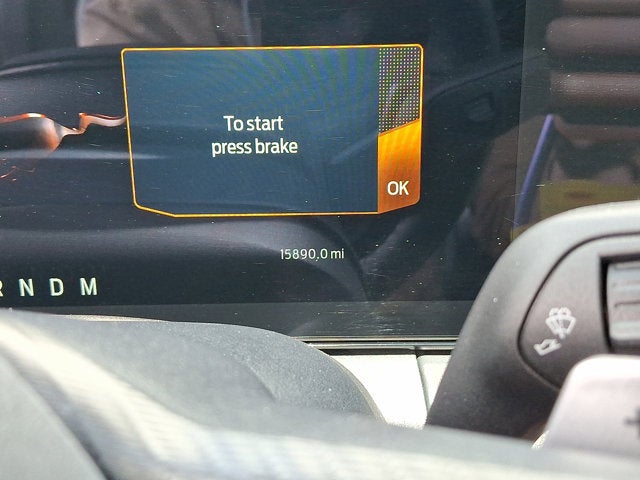 To start
press brake
OK
15890,0 mi
R N D M